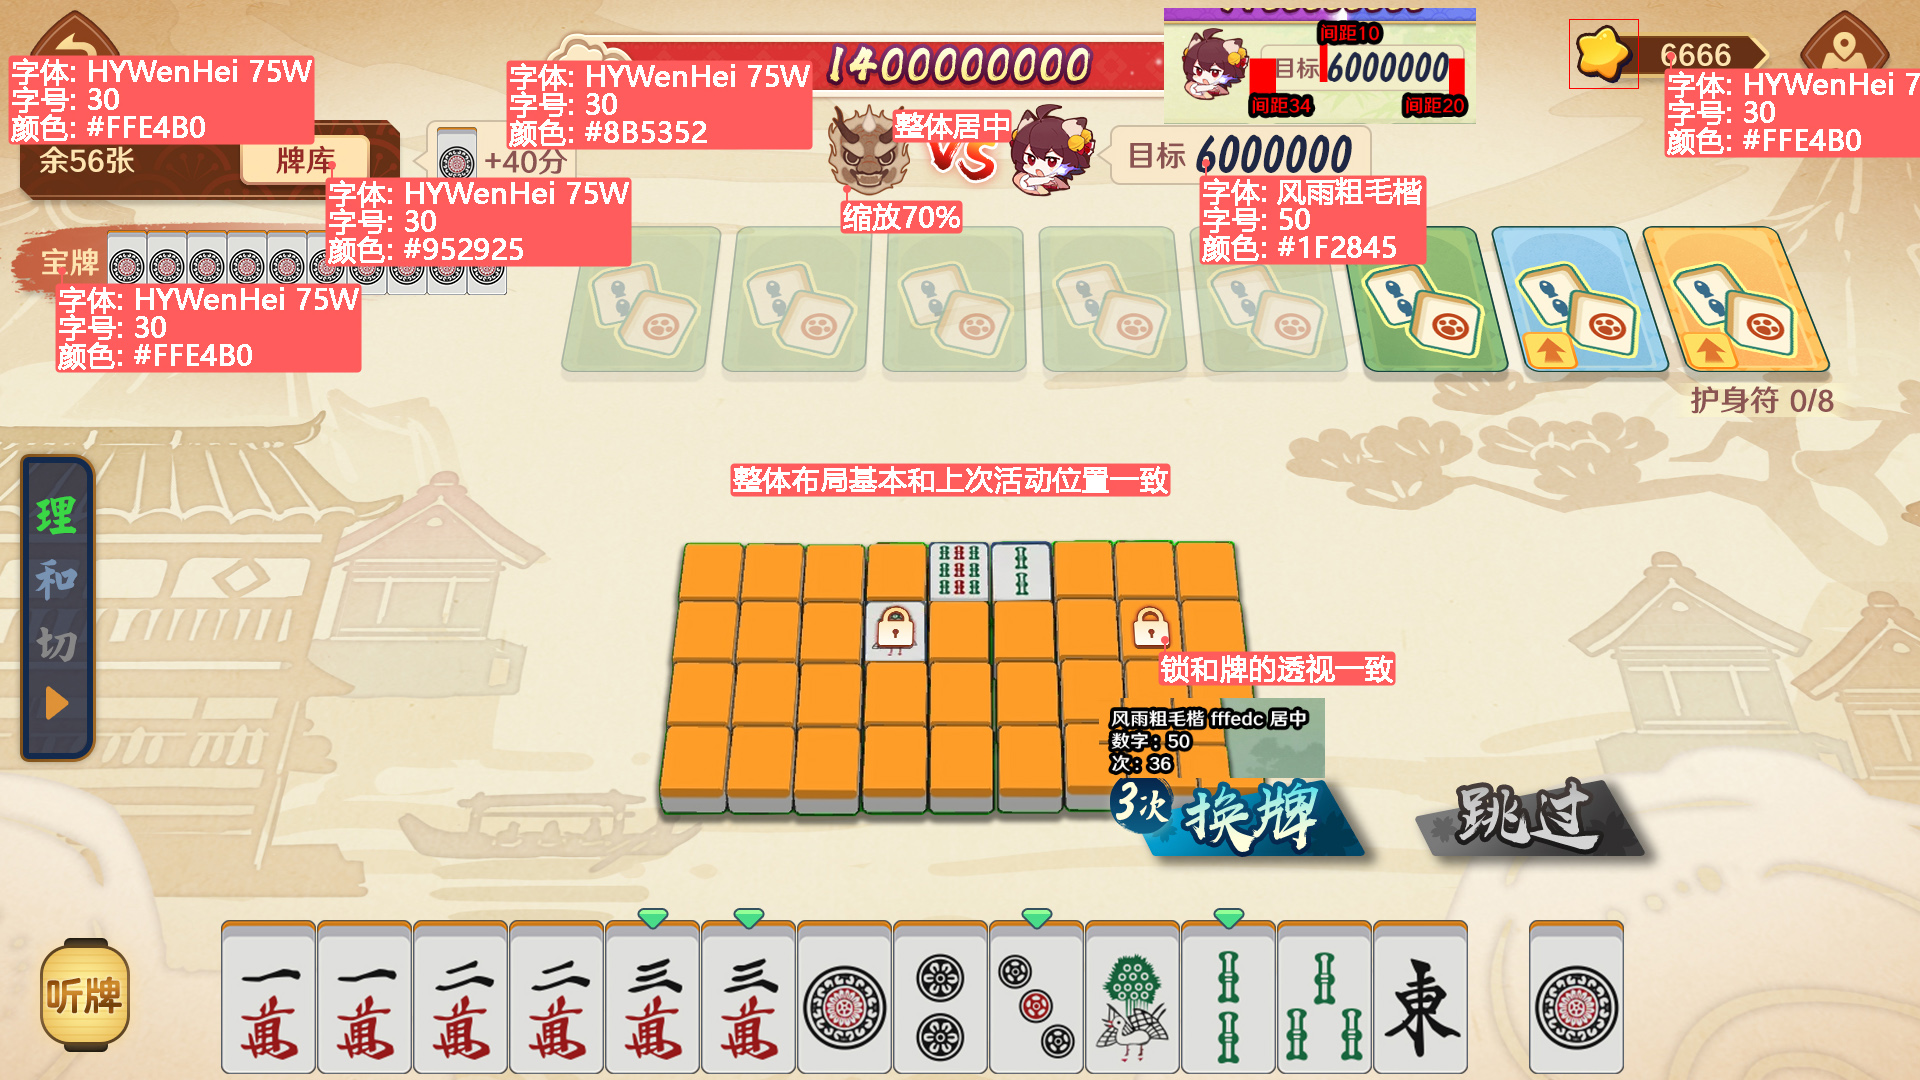 字体: HYWenHei 75W
字号: 30
颜色: #FFE4B0
余56张
牌库
字体: HYWenHei 75W
字号: 30
颜色: #952925
+40分
字体: HYWenHei 75W
字号: 30
颜色: #8B5352
1400000000
整体居中
VS
缩放70%
目标 6000000
字体: 风雨粗毛楷
字号: 50
颜色: #1F2845
间距10
目标 6000000
间距34
间距20
6666
字体: HYWenHei 7
字号: 30
颜色: #FFE4B0
宝牌
字体: HYWenHei 75W
字号: 30
颜色: #FFE4B0
护身符 0/8
整体布局基本和上次活动位置一致
理
和
切
锁和牌的透视一致
风雨粗毛楷 fffedc 居中
数字：50
次：36
3次
换牌
跳过
听牌
一萬
一萬
二萬
二萬
三萬
三萬
東